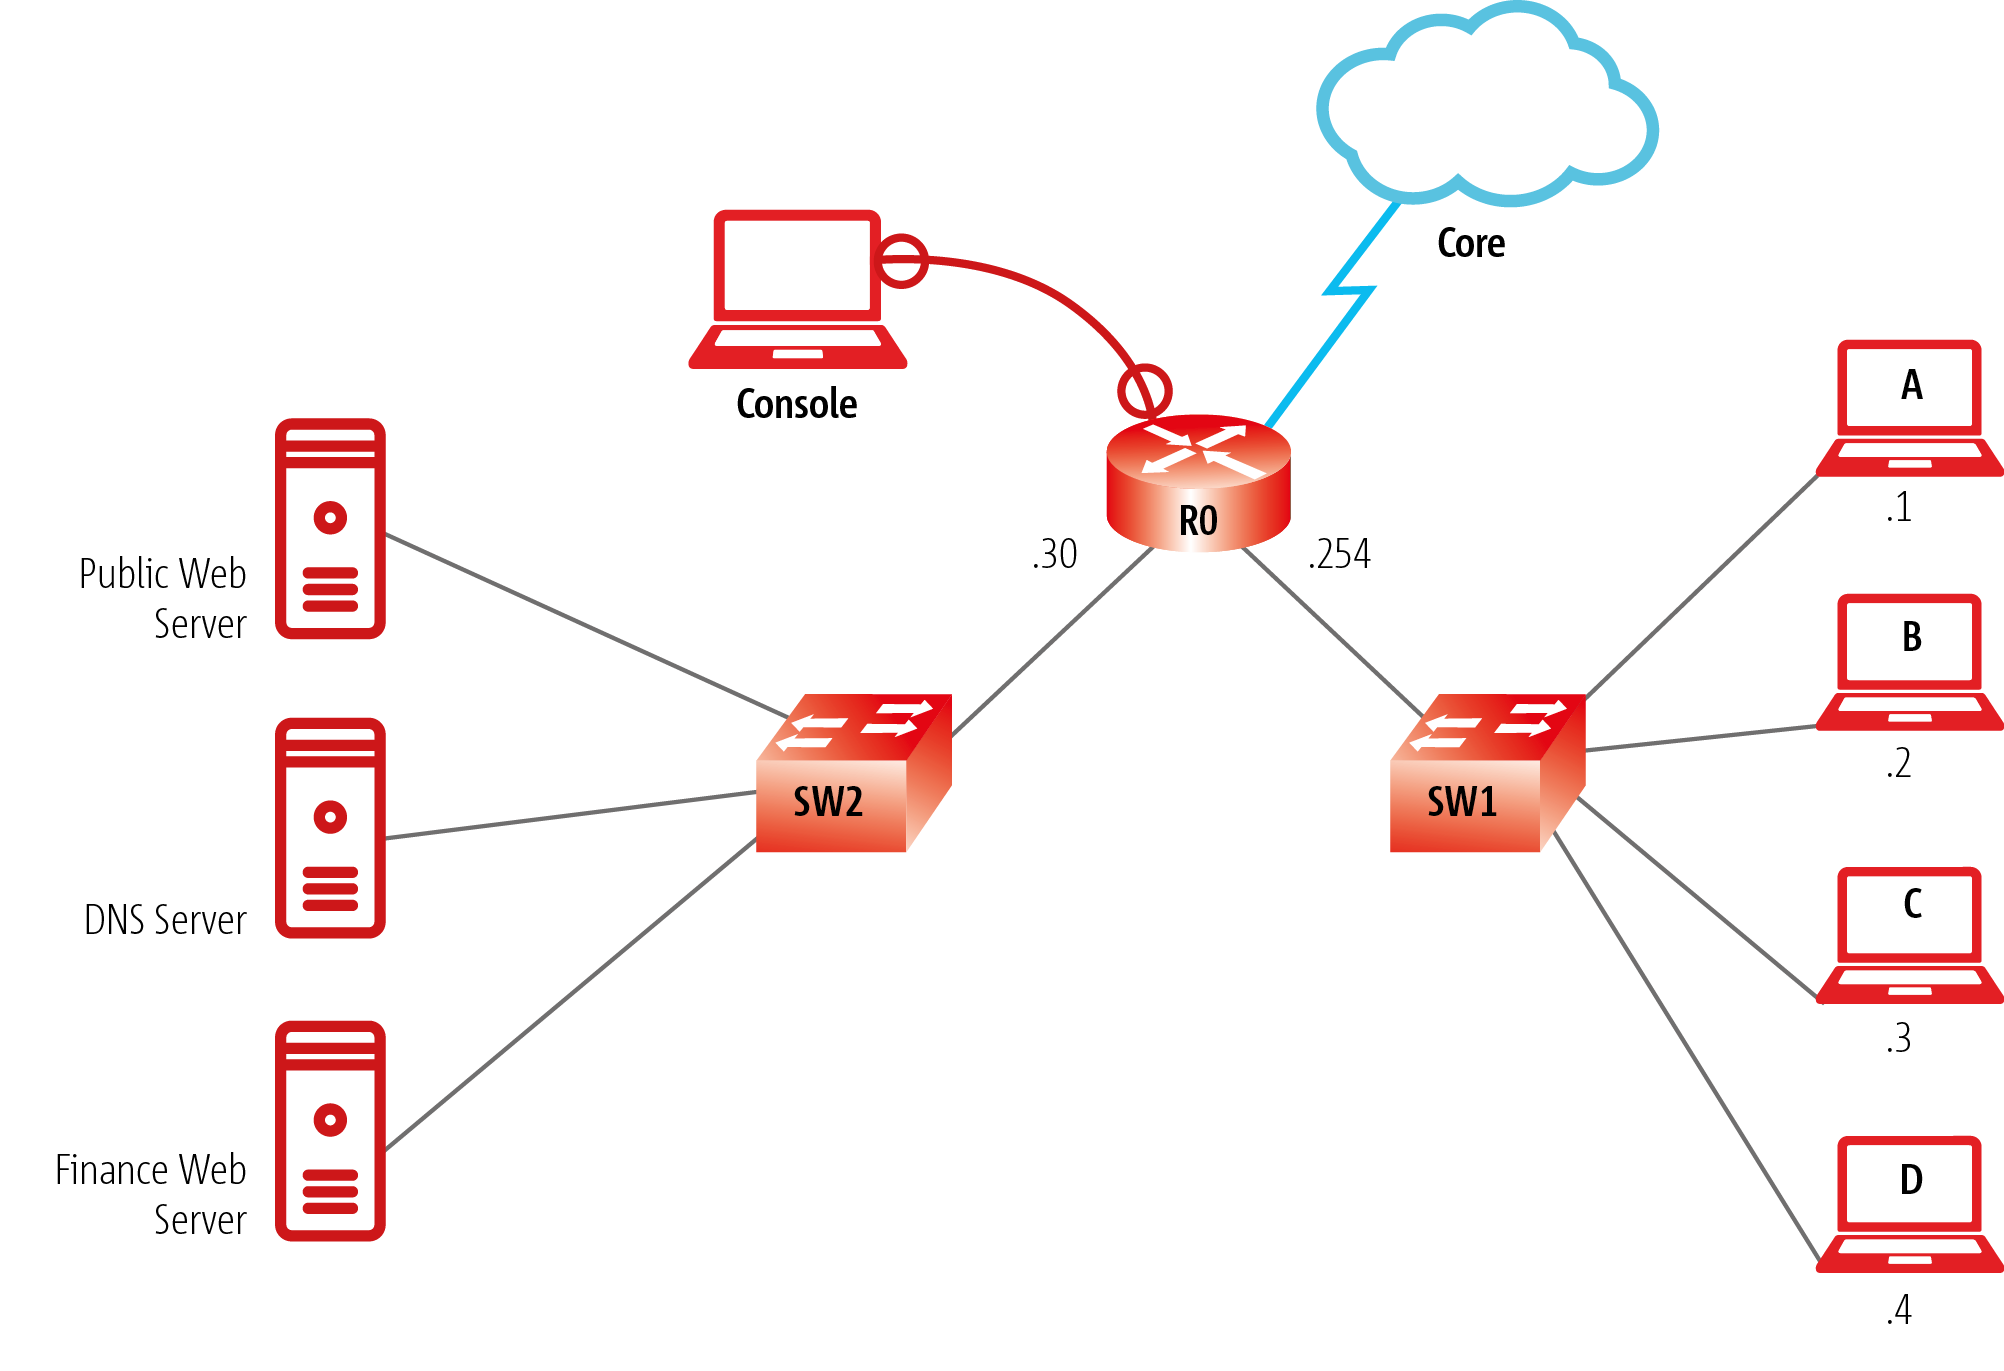 Core
Console
A
.1
R0
.30
.254
Public Web
Server
B
.2
SW2
SW1
DNS Server
C
.3
Finance Web
Server
D
.4